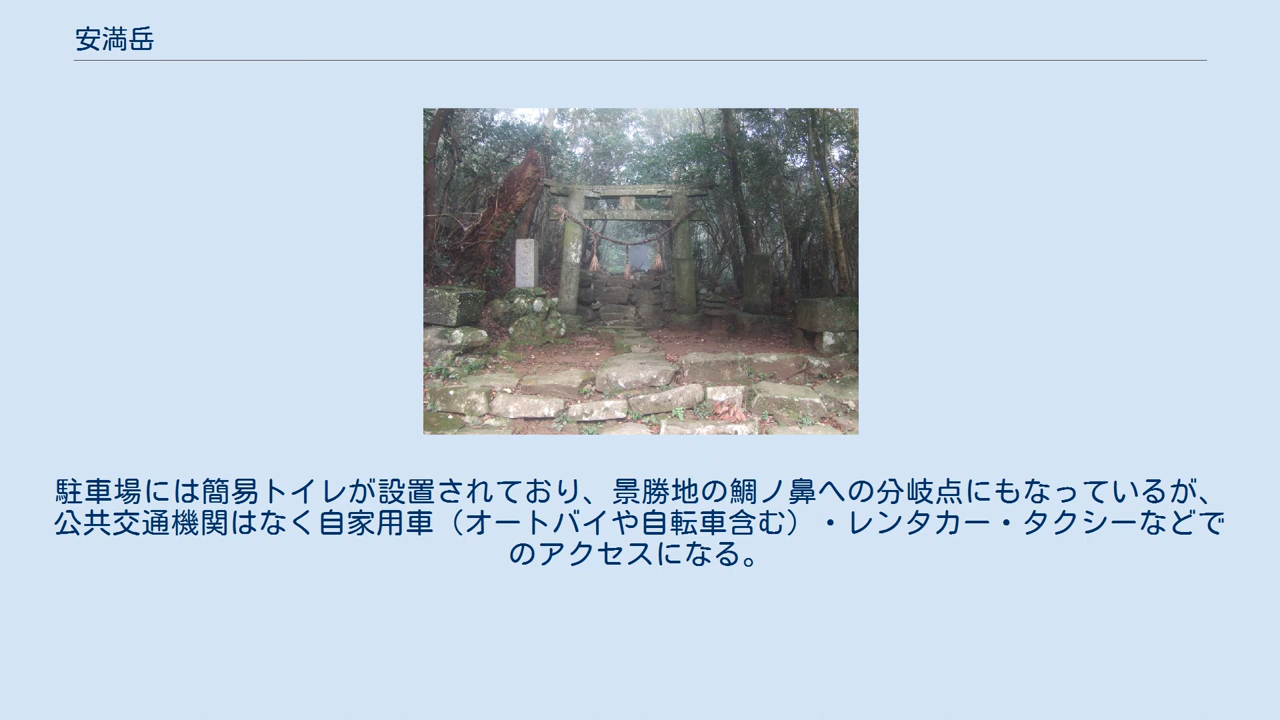 安満岳
駐車場には簡易トイレが設置されており、景勝地の鯛ノ鼻への分岐点にもなっているが、
公共交通機関はなく自家用車（オートバイや自転車含む）・レンタカー・タクシーなどで
のアクセスになる。